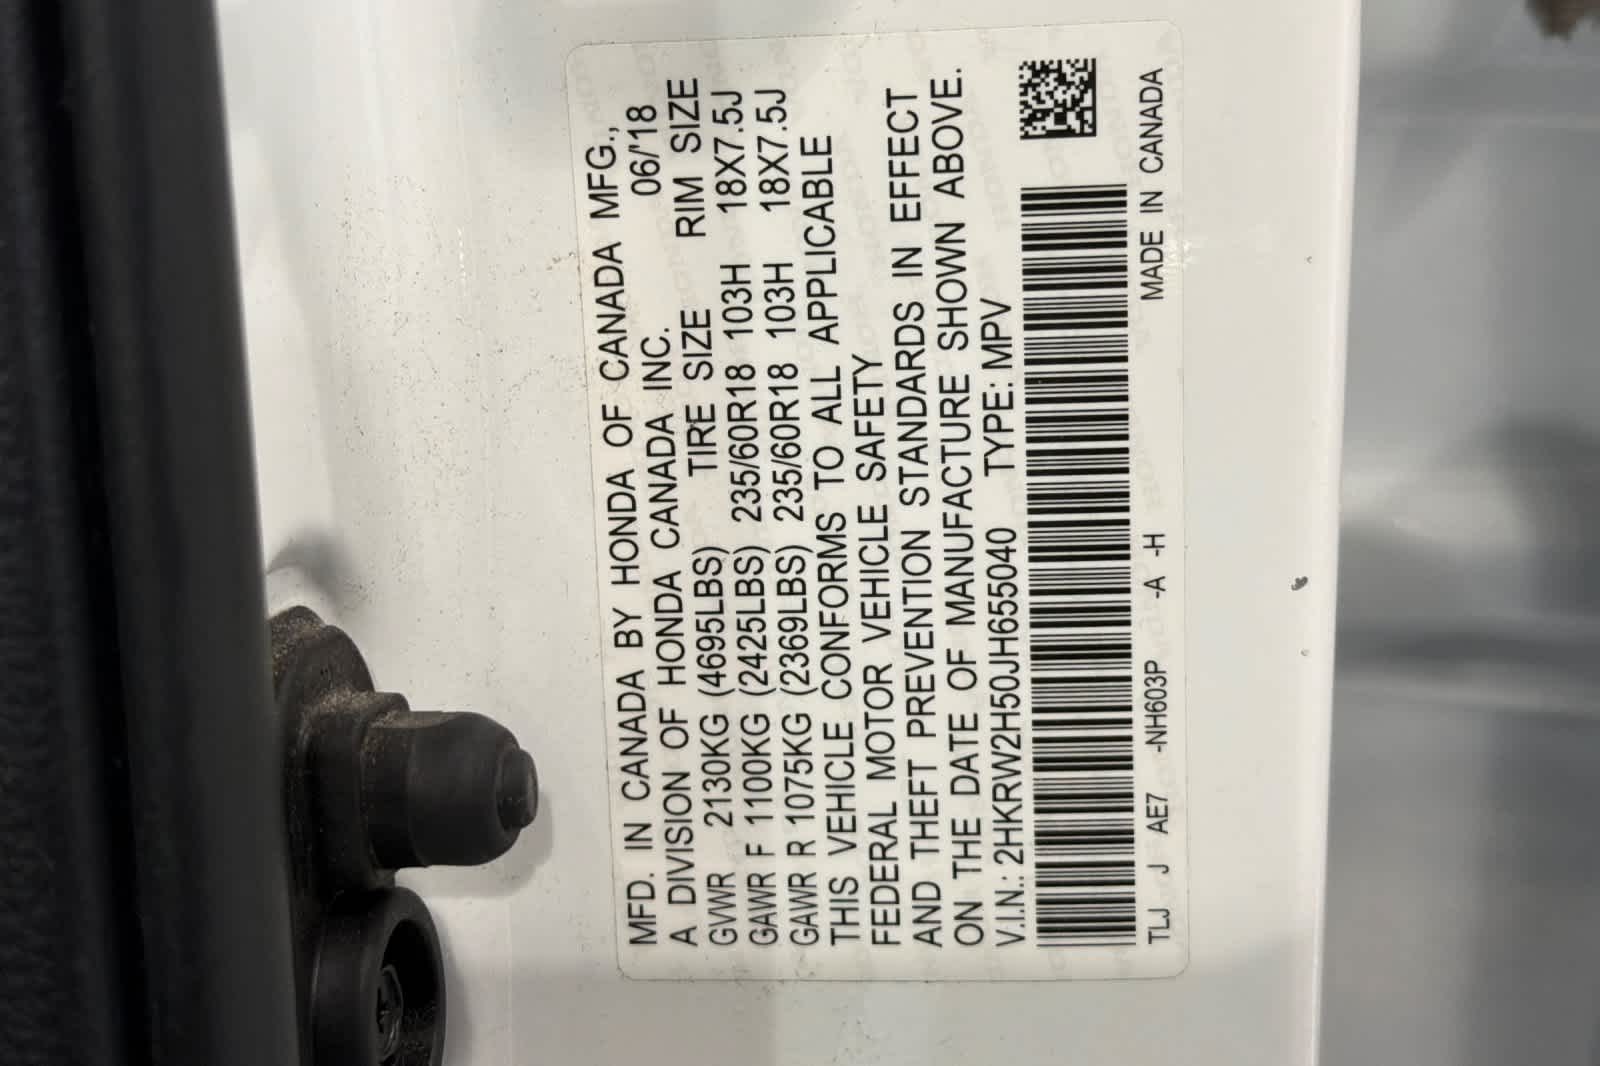 MFD. IN CANADA BY HONDA OF CANADA MFG.,
A DIVISION OF HONDA CANADA INC. 06/'18
GVWR 2130KG (4695LBS) TIRE SIZE RIM SIZE
GAWR F 1100KG (2425LBS) 235/60R18 103H 18X7.5J
GAWR R 1075KG (2369LBS) 235/60R18 103H 18X7.5J
THIS VEHICLE CONFORMS TO ALL APPLICABLE
FEDERAL MOTOR VEHICLE SAFETY
AND THEFT PREVENTION STANDARDS IN EFFECT
ON THE DATE OF MANUFACTURE SHOWN ABOVE.
V.I.N.: 2HKRW2H50JH655040 TYPE: MPV
TLJ J AE7 -NH603P -A -H MADE IN CANADA